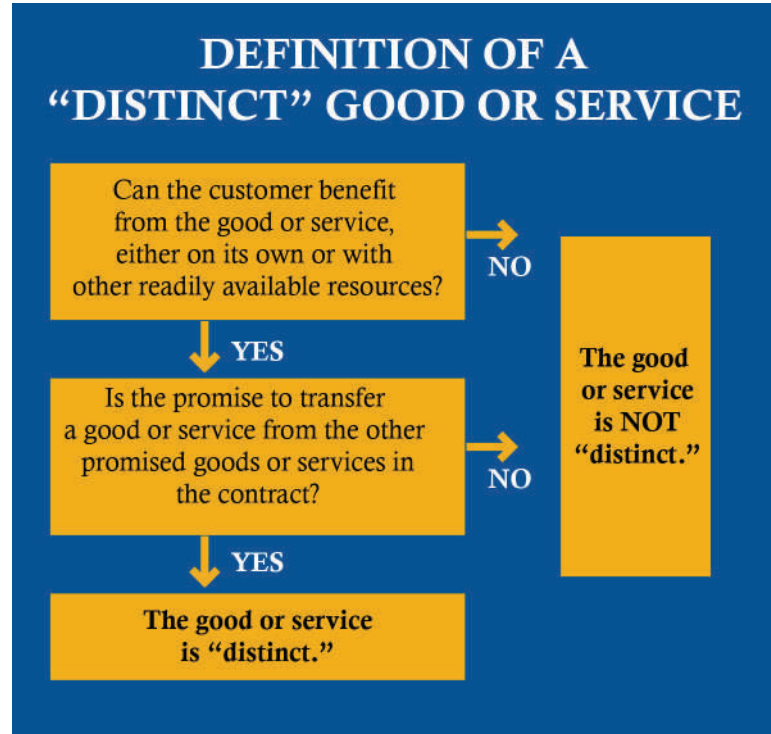 DEFINITION OF A
“DISTINCT” GOOD OR SERVICE
Can the customer benefit
from the good or service,
either on its own or with
other readily available resources?
NO
YES
Is the promise to transfer
a good or service from the other
promised goods or services in
the contract?
NO
The good
or service
is NOT
“distinct.”
YES
The good or service
is “distinct.”